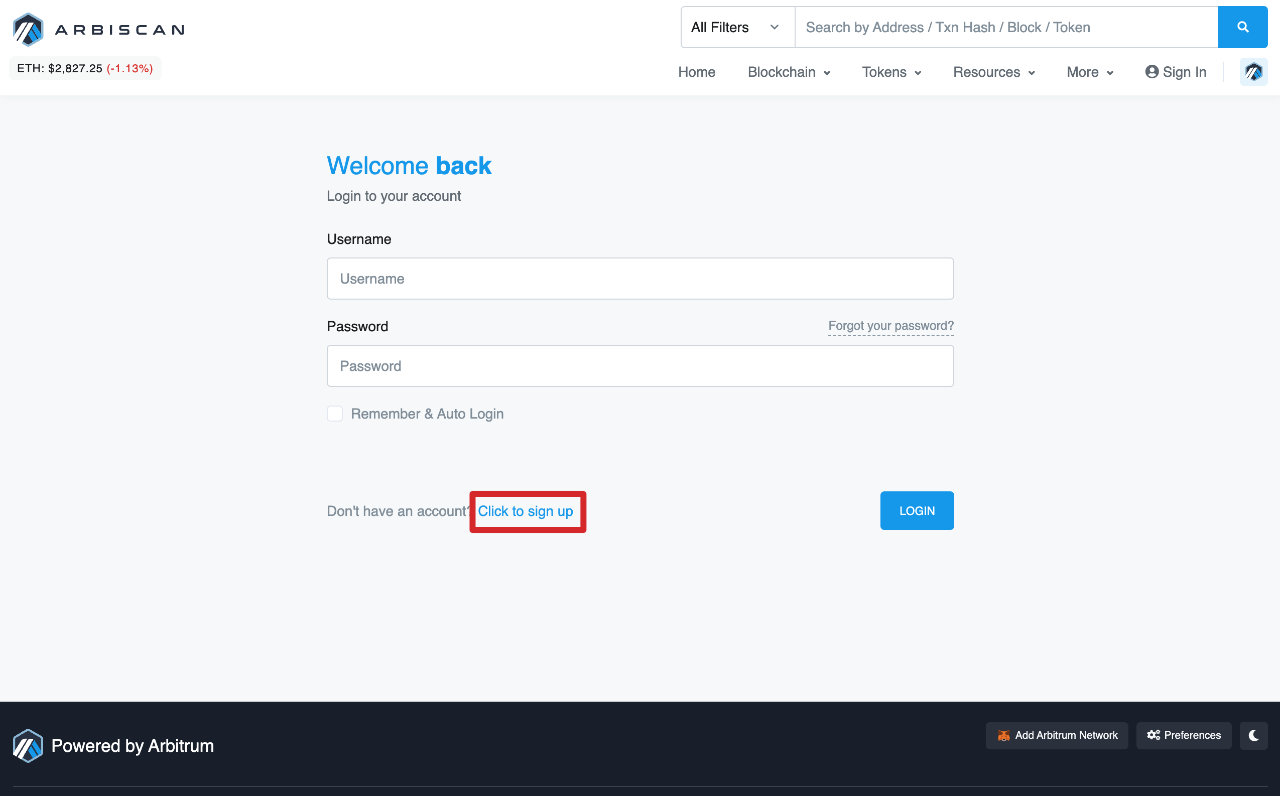 ARBISCAN
All Filters
Search by Address / Txn Hash / Block / Token
ETH: $2,827.25 (-1.13%)
Home Blockchain Tokens Resources More Sign In
Welcome back
Login to your account
Username
Username
Password Forgot your password?
Password
Remember & Auto Login
Don't have an account? Click to sign up LOGIN
Powered by Arbitrum
Add Arbitrum Network Preferences